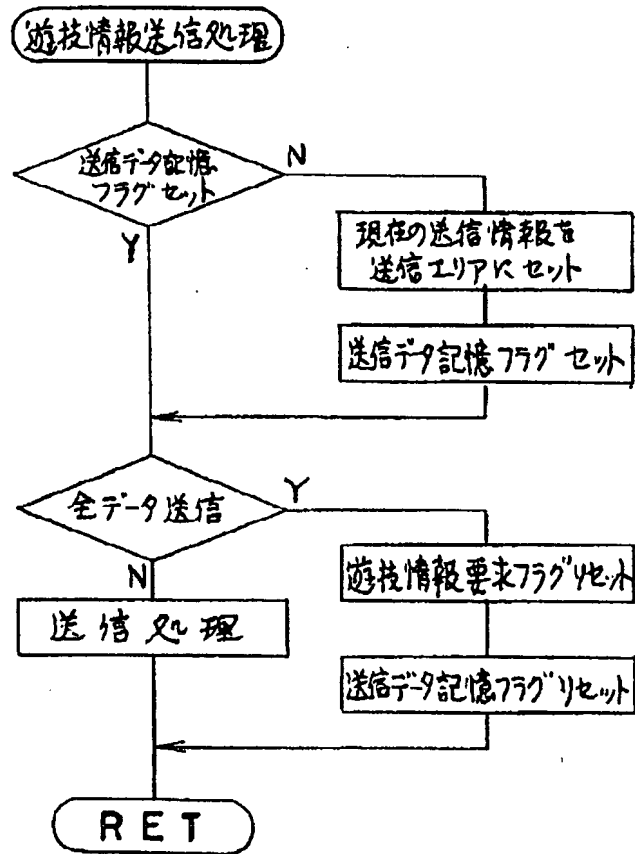 遊技情報送信処理
送信データ記憶
フラグセット
N
Y
現在の送信情報を
送信エリアにセット
送信データ記憶フラグセット
全データ送信
Y
N
遊技情報要求フラグリセット
送信処理
送信データ記憶フラグリセット
RET